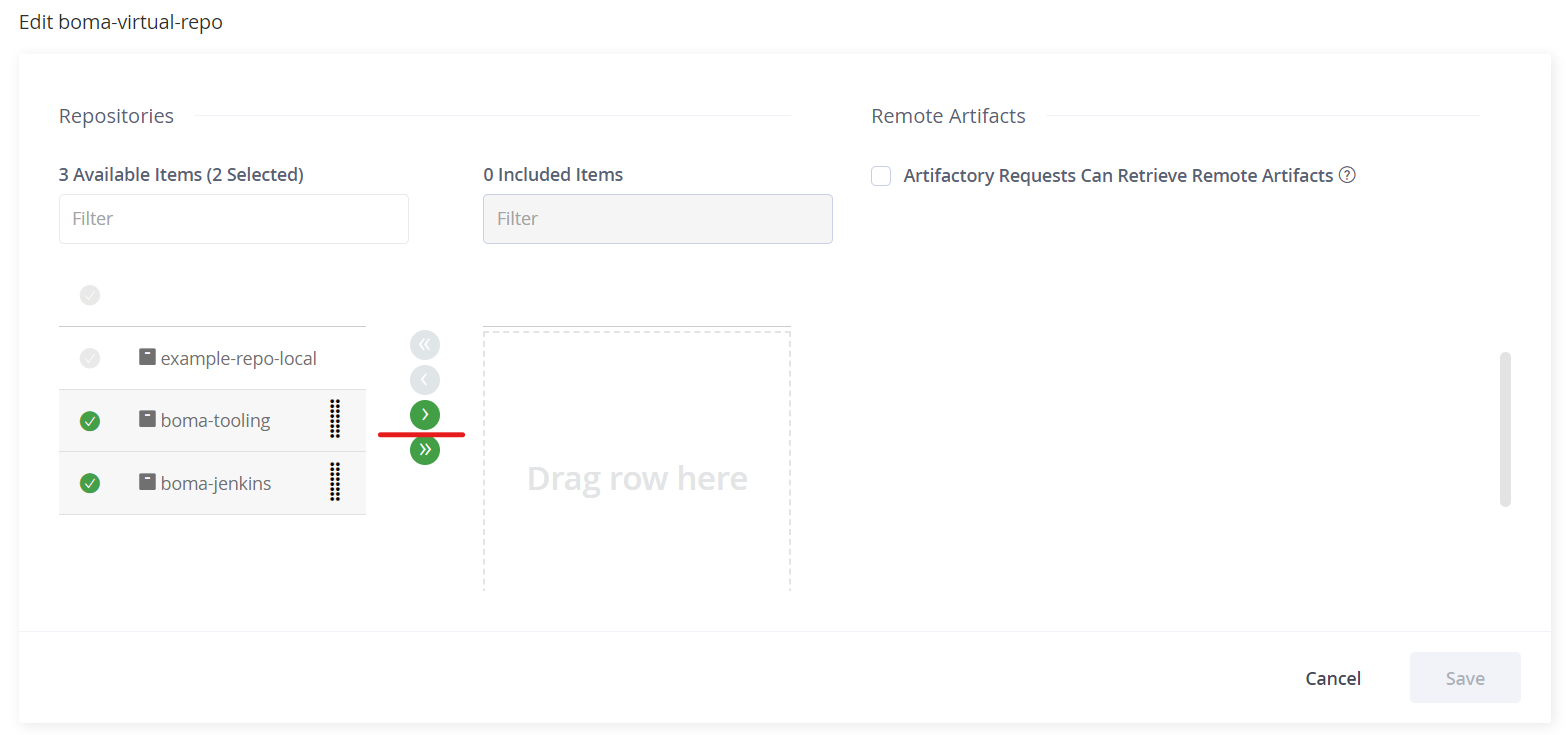 Edit boma-virtual-repo
Repositories
Remote Artifacts
3 Available Items (2 Selected)
0 Included Items
Artifactory Requests Can Retrieve Remote Artifacts ?
Filter
Filter
example-repo-local
boma-tooling
boma-jenkins
Drag row here
Cancel
Save